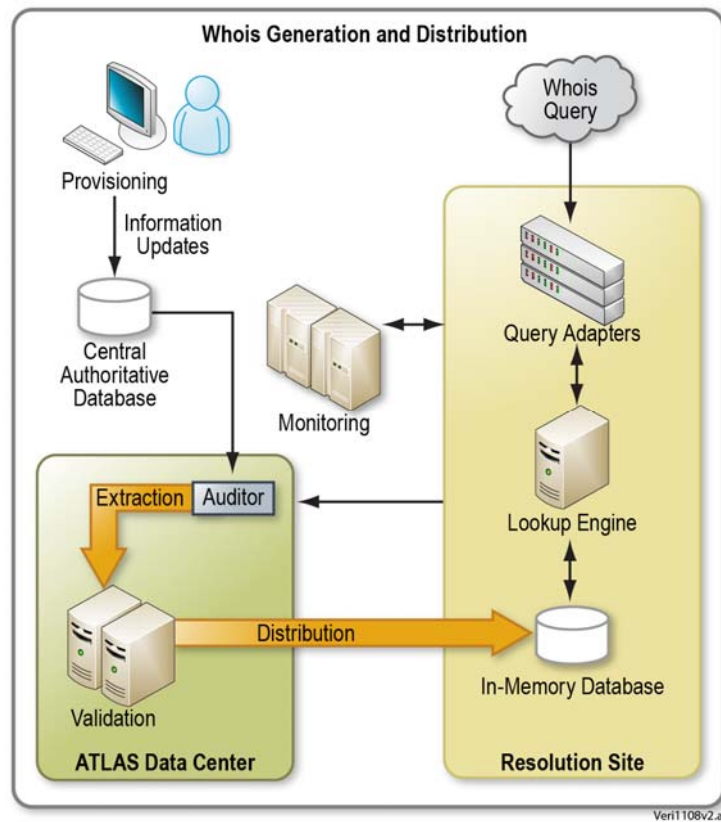 Whois Generation and Distribution
Whois
Query
Provisioning
Information
Updates
Central
Authoritative
Database
Monitoring
Query Adapters
Extraction
Auditor
Lookup Engine
Distribution
In-Memory Database
Validation
ATLAS Data Center
Resolution Site